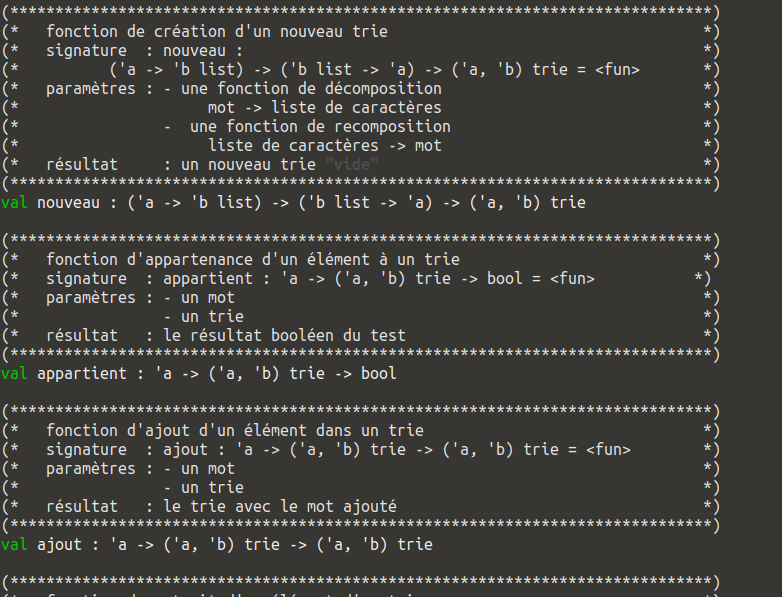 (******************************************************************************)
(*   fonction de création d'un nouveau trie                                   *)
(*   signature  : nouveau :                                                   *)
(*          ('a -> 'b list) -> ('b list -> 'a) -> ('a, 'b) trie = <fun>       *)
(*   paramètres : - une fonction de décomposition                             *)
(*                     mot -> liste de caractères                             *)
(*                -  une fonction de recomposition                            *)
(*                     liste de caractères -> mot                             *)
(*   résultat     : un nouveau trie "vide"                                    *)
(******************************************************************************)
val nouveau : ('a -> 'b list) -> ('b list -> 'a) -> ('a, 'b) trie
(******************************************************************************)
(*   fonction d'appartenance d'un élément à un trie                           *)
(*   signature  : appartient : 'a -> ('a, 'b) trie -> bool = <fun>           *)
(*   paramètres : - un mot                                                    *)
(*                - un trie                                                   *)
(*   résultat   : le résultat booléen du test                                 *)
(******************************************************************************)
val appartient : 'a -> ('a, 'b) trie -> bool
(******************************************************************************)
(*   fonction d'ajout d'un élément dans un trie                               *)
(*   signature  : ajout : 'a -> ('a, 'b) trie -> ('a, 'b) trie = <fun>        *)
(*   paramètres : - un mot                                                    *)
(*                - un trie                                                   *)
(*   résultat   : le trie avec le mot ajouté                                  *)
(******************************************************************************)
val ajout : 'a -> ('a, 'b) trie -> ('a, 'b) trie
(******************************************************************************)